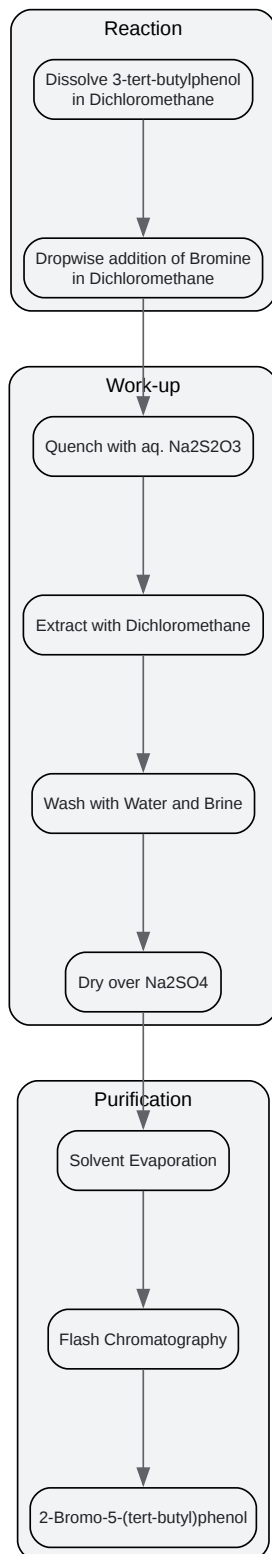 Reaction
Dissolve 3-tert-butylphenol
in Dichloromethane
Dropwise addition of Bromine
in Dichloromethane
Work-up
Quench with aq. Na2S2O3
Extract with Dichloromethane
Wash with Water and Brine
Dry over Na2SO4
Purification
Solvent Evaporation
Flash Chromatography
2-Bromo-5-(tert-butyl)phenol